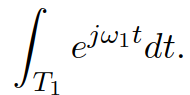 ∫_{T_1} e^{jω_1 t} dt.